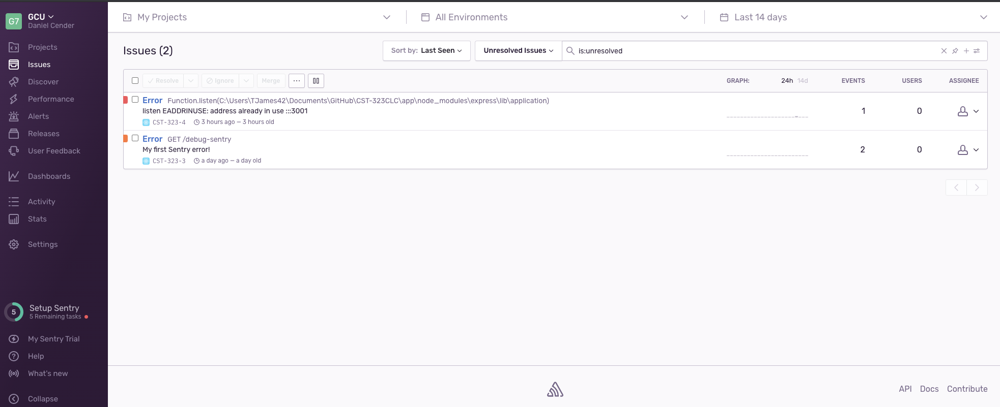 G7
GCU
Daniel Cender
Projects
Issues
Discover
Performance
Alerts
Releases
User Feedback
Dashboards
Activity
Stats
Settings
5
Setup Sentry
5 Remaining tasks
My Sentry Trial
Help
What's new
Collapse
My Projects
All Environments
Last 14 days
Issues (2)
Sort by: Last Seen
Unresolved Issues
is:unresolved
Resolve
Ignore
Merge
GRAPH: 24h 14d
EVENTS
USERS
ASSIGNEE
Error Function.listen(C:\Users\TJames42\Documents\GitHub\CST-323CLC\app\node_modules\express\lib\application)
listen EADDRINUSE: address already in use :::3001
CST-323-4 3 hours ago — 3 hours old
1
0
Error GET /debug-sentry
My first Sentry error!
CST-323-3 a day ago — a day old
2
0
API Docs Contribute